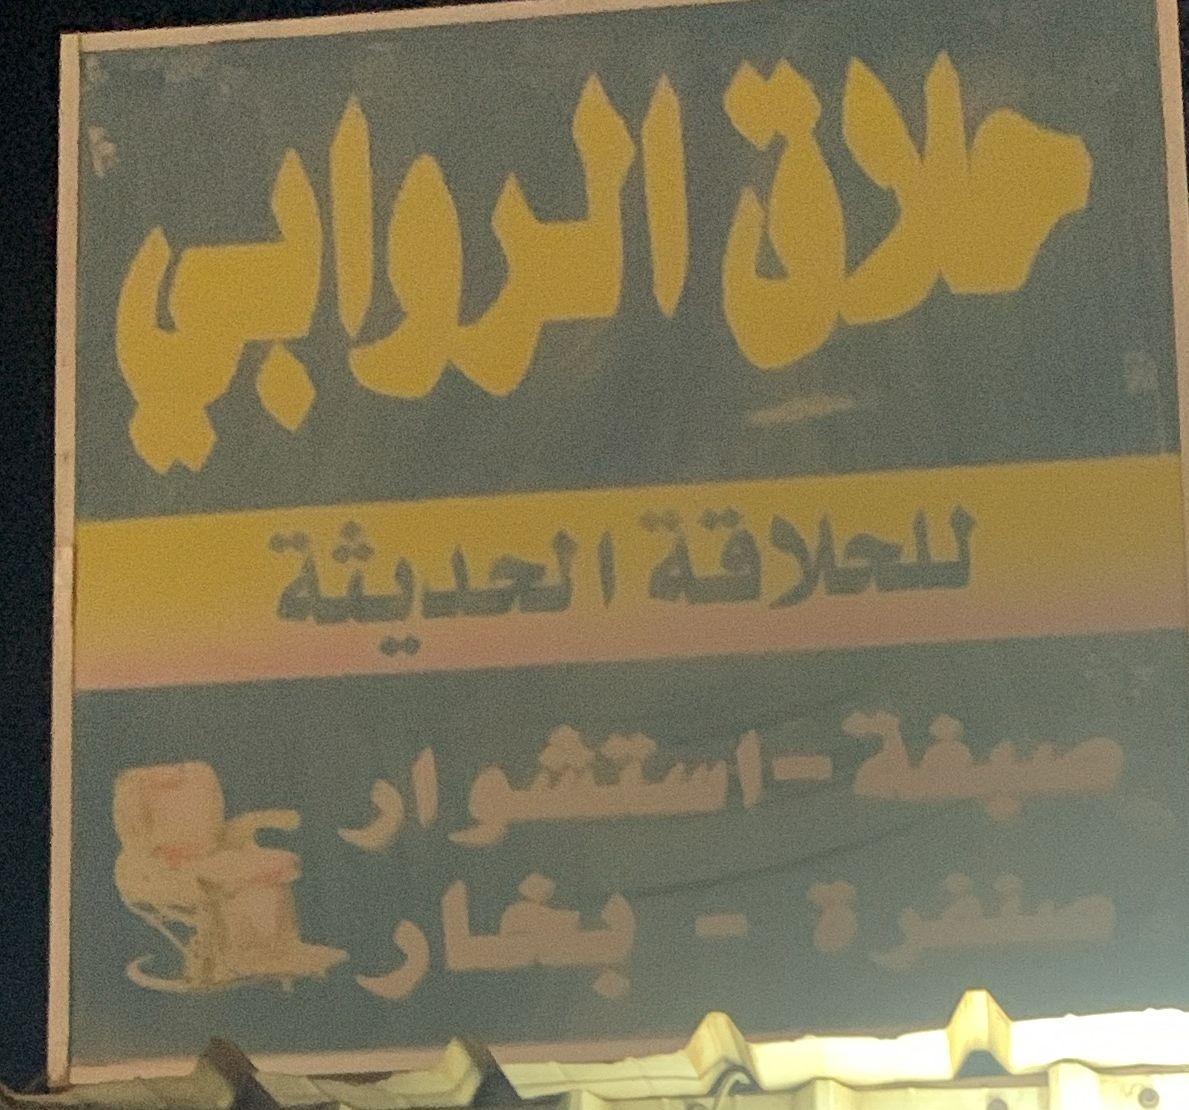 حلاق الروابي
للحلاقة الحديثة
صبغة - استشوار
صنفرة - بخار